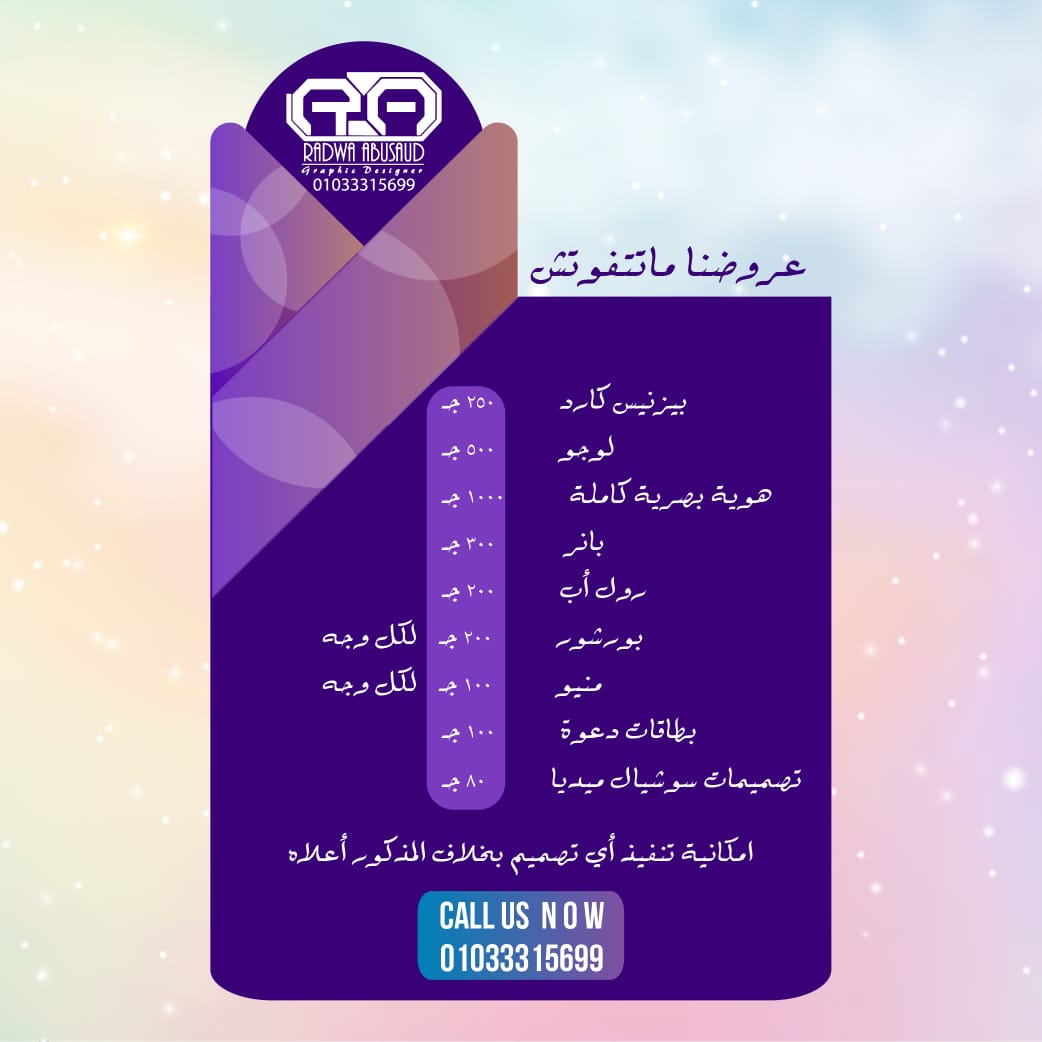 RA
RADWA ABUSAUD
Graphic Designer
01033315699
عروضنا ماتتفوتش
بيزنيس كارد ٢٥٠ جـ
لوجو ٥٠٠ جـ
هوية بصرية كاملة ١٠٠٠ جـ
بانر ٣٠٠ جـ
رول أب ٢٠٠ جـ
بورشور ٢٠٠ جـ لكل وجه
منيو ١٠٠ جـ لكل وجه
بطاقات دعوة ١٠٠ جـ
تصميمات سوشيال ميديا ٨٠ جـ
امكانية تنفيذ أي تصميم بخلاف المذكور أعلاه
CALL US NOW
01033315699